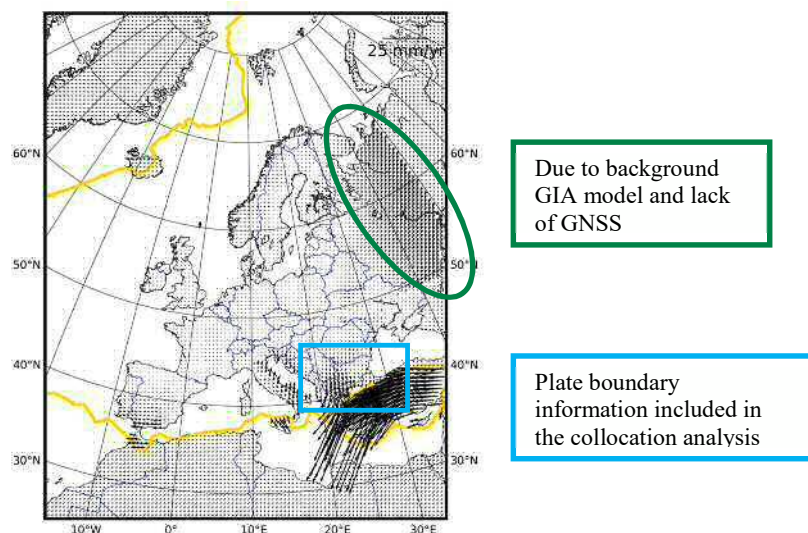 25 mm/yr
60°N
50°N
40°N
30°N
60°N
50°N
40°N
30°N
10°W
0°
10°E
20°E
30°E
Due to background
GIA model and lack
of GNSS
Plate boundary
information included in
the collocation analysis